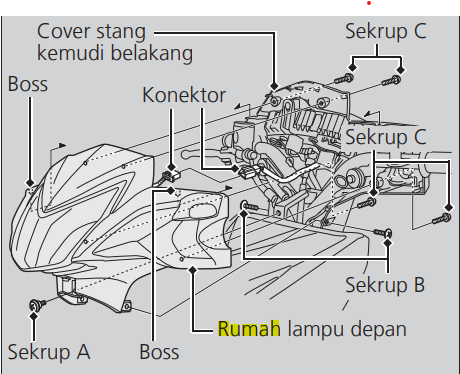 Cover stang
kemudi belakang
Sekrup C
Boss
Konektor
Sekrup C
Sekrup B
Rumah lampu depan
Sekrup A
Boss